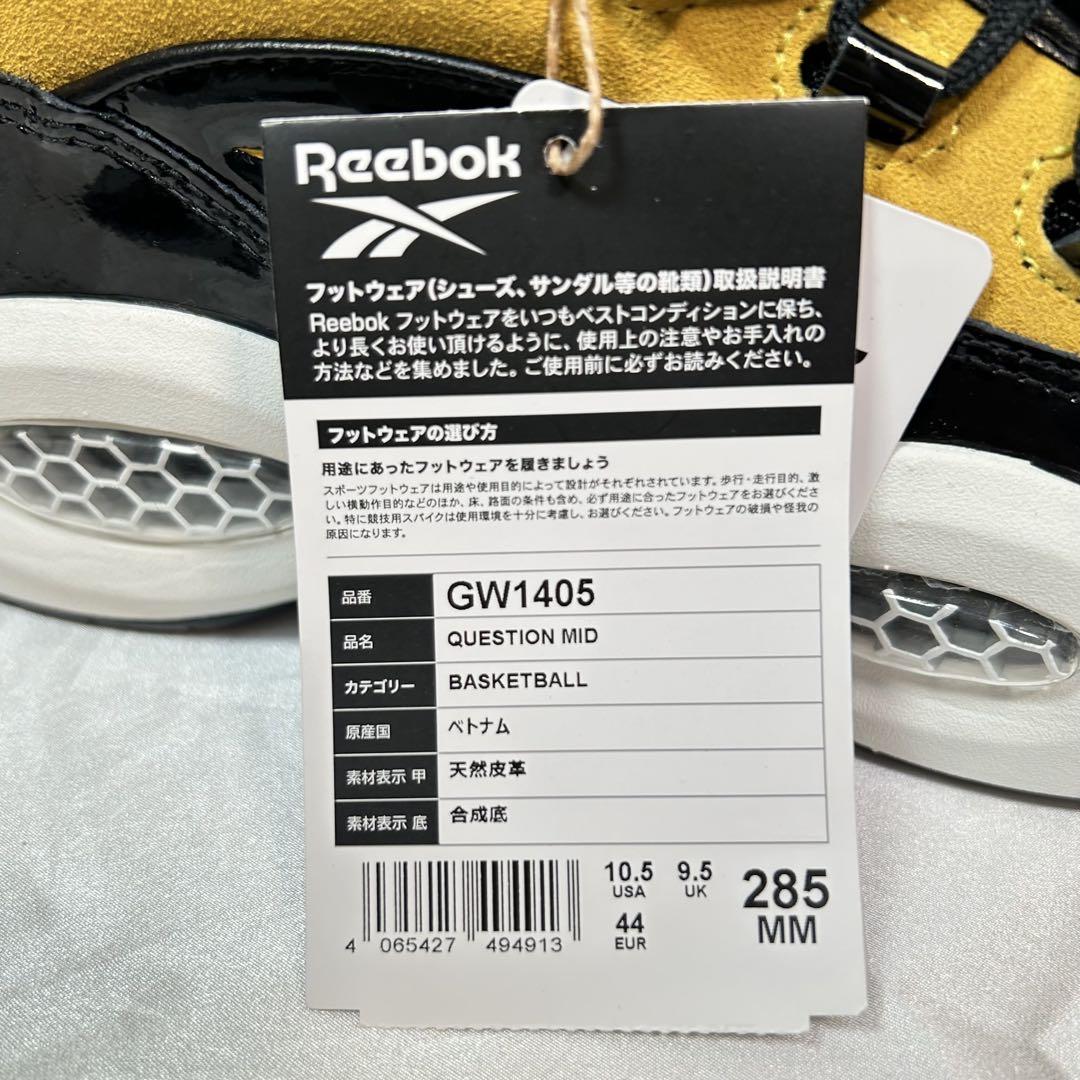 Reebok
フットウェア(シューズ、サンダル等の靴類)取扱説明書
Reebok フットウェアをいつもベストコンディションに保ち、
より長くお使い頂けるように、使用上の注意やお手入れの
方法などを集めました。ご使用前に必ずお読みください。
フットウェアの選び方
用途にあったフットウェアを履きましょう
スポーツフットウェアは用途や使用目的によって設計がそれぞれされています。歩行・走行目的、激
しい横動作目的などのほか、床、路面の条件も含め、必ず用途に合ったフットウェアをお選びくださ
い。特に競技用スパイクは使用環境を十分に考慮し、お選びください。フットウェアの破損や怪我の
原因になります。
品番 GW1405
品名 QUESTION MID
カテゴリー BASKETBALL
原産国 ベトナム
素材表示 甲 天然皮革
素材表示 底 合成底
10.5 USA 9.5 UK 285 MM
44 EUR
4 065427 494913